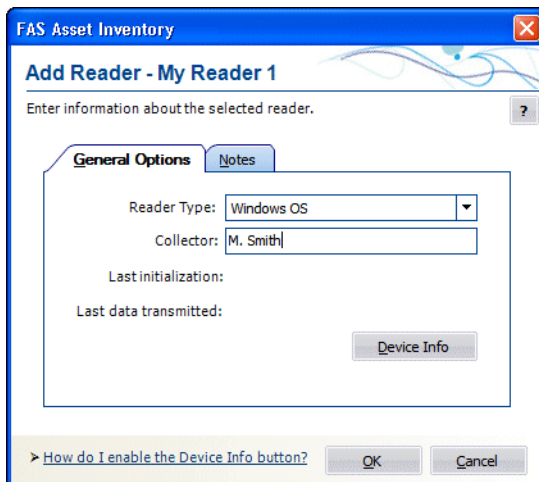 FAS Asset Inventory
Add Reader - My Reader 1
Enter information about the selected reader.
?
General Options Notes
Reader Type: Windows OS
Collector: M. Smith
Last initialization:
Last data transmitted:
Device Info
➤ How do I enable the Device Info button? OK Cancel